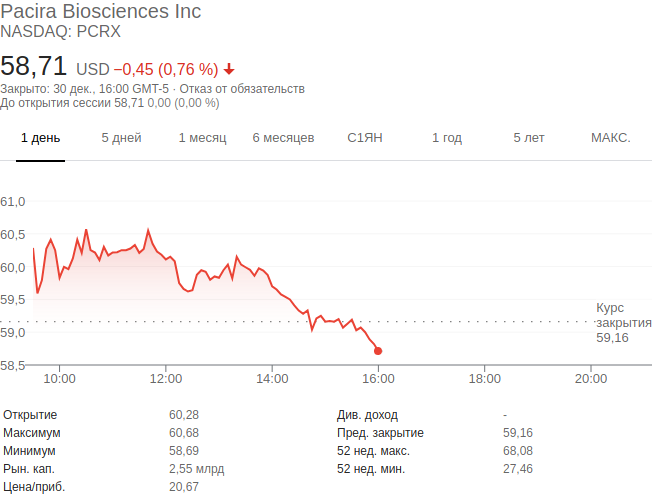 Pacira Biosciences Inc
NASDAQ: PCRX
58,71 USD −0,45 (0,76 %)
Закрыто: 30 дек., 16:00 GMT-5 · Отказ от обязательств
До открытия сессии 58,71 0,00 (0,00 %)
1 день 5 дней 1 месяц 6 месяцев С1ЯН 1 год 5 лет МАКС.
61,0
60,5
60,0
59,5
Курс закрытия 59,16
59,0
58,5
10:00 12:00 14:00 16:00 18:00 20:00
Открытие 60,28 Див. доход -
Максимум 60,68 Пред. закрытие 59,16
Минимум 58,69 52 нед. макс. 68,08
Рын. кап. 2,55 млрд 52 нед. мин. 27,46
Цена/приб. 20,67